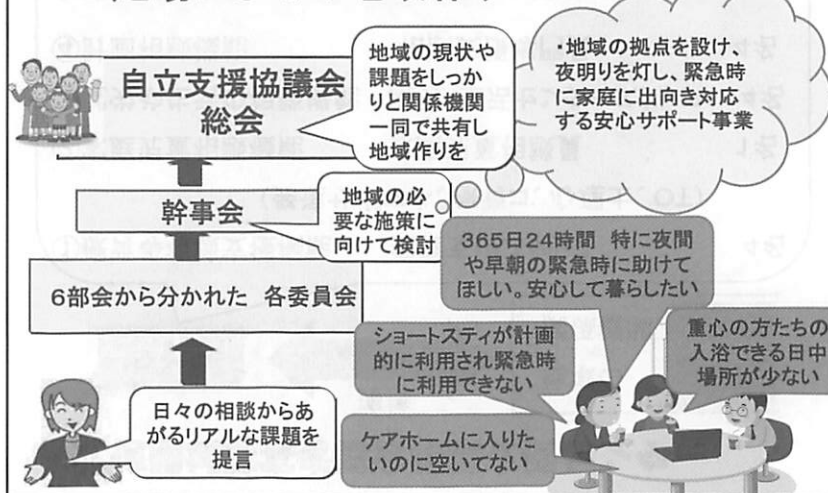 地域の現状や
課題をしっか
りと関係機関
一同で共有し
地域作りを
・地域の拠点を設け、
夜明りを灯し、緊急時
に家庭に出向き対応
する安心サポート事業
自立支援協議会
総会
幹事会
地域の必
要な施策に
向けて検討
365日24時間 特に夜間
や早朝の緊急時に助けて
ほしい。安心して暮らしたい
6部会から分かれた 各委員会
ショートスティが計画
的に利用され緊急時
に利用できない
重心の方たちの
入浴できる日中
場所が少ない
日々の相談からあ
がるリアルな課題を
提言
ケアホームに入りた
いのに空いてない